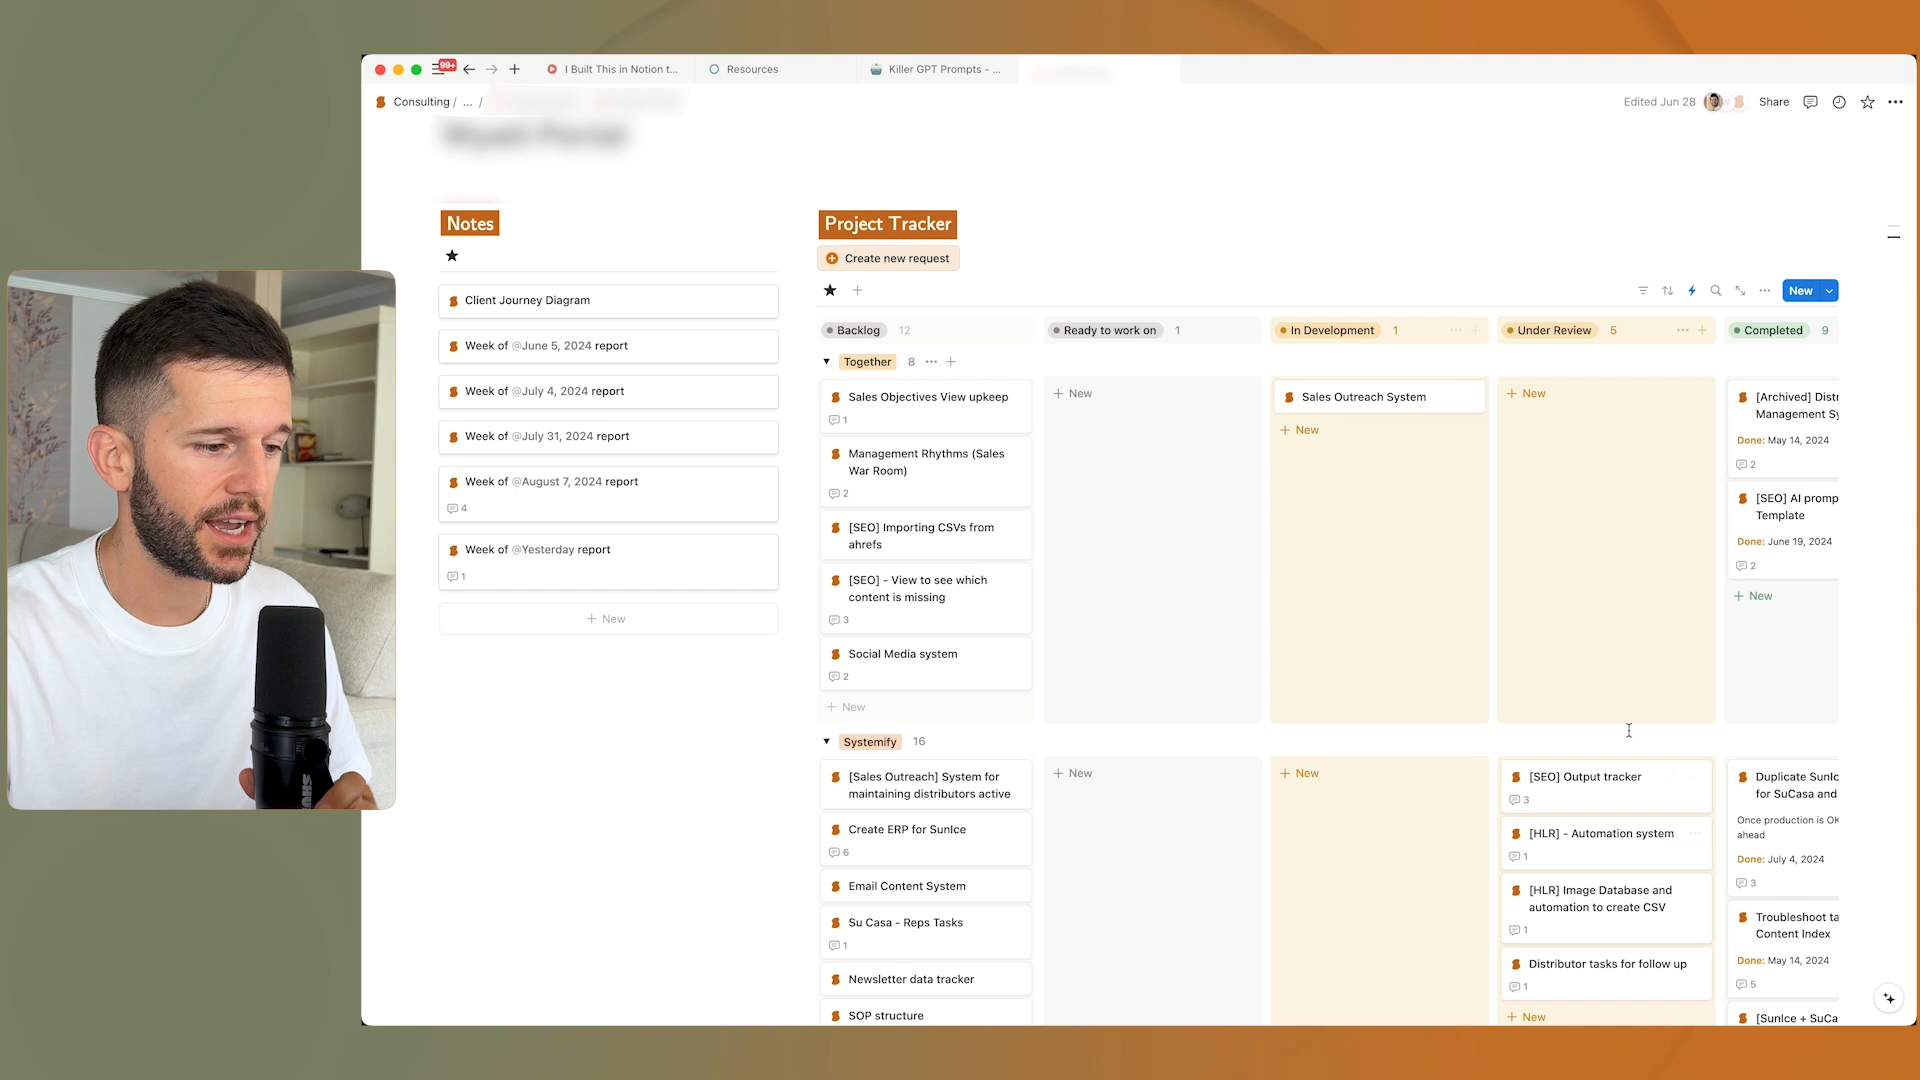 99+
I Built This in Notion t...
Resources
Killer GPT Prompts - ...
Consulting / ... /
Edited Jun 28
Share
Notes
Client Journey Diagram
Week of @June 5, 2024 report
Week of @July 4, 2024 report
Week of @July 31, 2024 report
Week of @August 7, 2024 report
4
Week of @Yesterday report
1
+ New
Project Tracker
Create new request
New
Backlog 12
Ready to work on 1
In Development 1
Under Review 5
Completed 9
Together 8
Sales Objectives View upkeep
1
Management Rhythms (Sales
War Room)
2
[SEO] Importing CSVs from
ahrefs
[SEO] - View to see which
content is missing
3
Social Media system
2
+ New
+ New
Sales Outreach System
+ New
+ New
[Archived] Distr
Management Sy
Done: May 14, 2024
2
[SEO] AI promp
Template
Done: June 19, 2024
2
+ New
Systemify 16
[Sales Outreach] System for
maintaining distributors active
Create ERP for SunIce
6
Email Content System
Su Casa - Reps Tasks
1
Newsletter data tracker
SOP structure
+ New
+ New
[SEO] Output tracker
3
[HLR] - Automation system
1
[HLR] Image Database and
automation to create CSV
1
Distributor tasks for follow up
1
+ New
Duplicate SunIc
for SuCasa and
Once production is OK
ahead
Done: July 4, 2024
3
Troubleshoot ta
Content Index
Done: May 14, 2024
5
[SunIce + SuCa